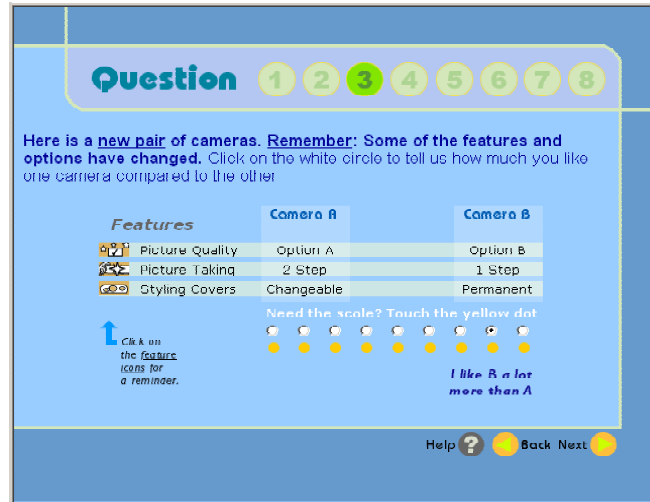 Question 1 2 3 4 5 6 7 8
Here is a new pair of cameras. Remember: Some of the features and
options have changed. Click on the white circle to tell us how much you like
one camera compared to the other
Features Camera A Camera B
Picture Quality Option A Option B
Picture Taking 2 Step 1 Step
Styling Covers Changeable Permanent
Need the scale? Touch the yellow dot
Click on
the feature
icons for
a reminder.
I like B a lot
more than A
Help ? Back Next